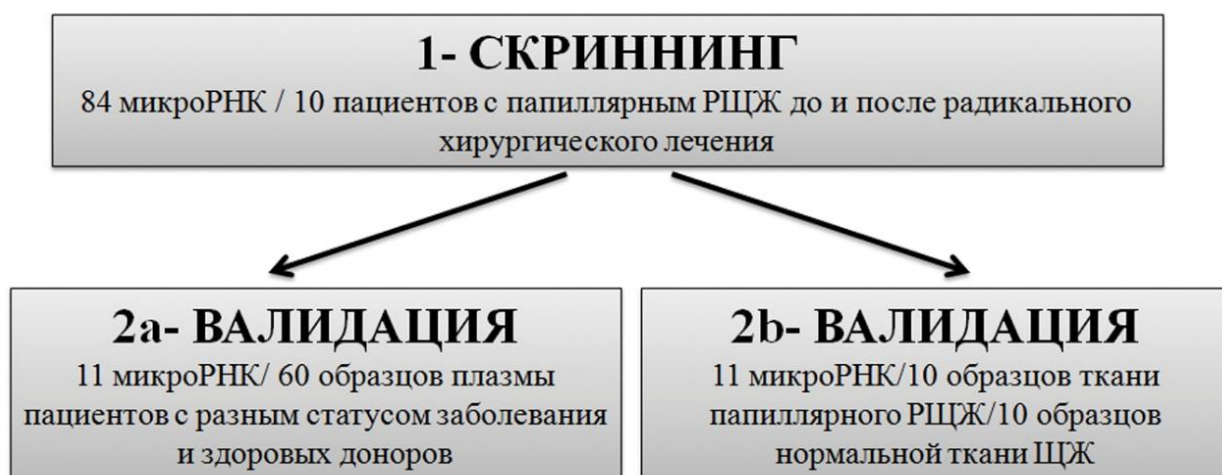 1- СКРИННИНГ
84 микроРНК / 10 пациентов с папиллярным РЩЖ до и после радикального
хирургического лечения
2a- ВАЛИДАЦИЯ
11 микроРНК/ 60 образцов плазмы
пациентов с разным статусом заболевания
и здоровых доноров
2b- ВАЛИДАЦИЯ
11 микроРНК/10 образцов ткани
папиллярного РЩЖ/10 образцов
нормальной ткани ЩЖ